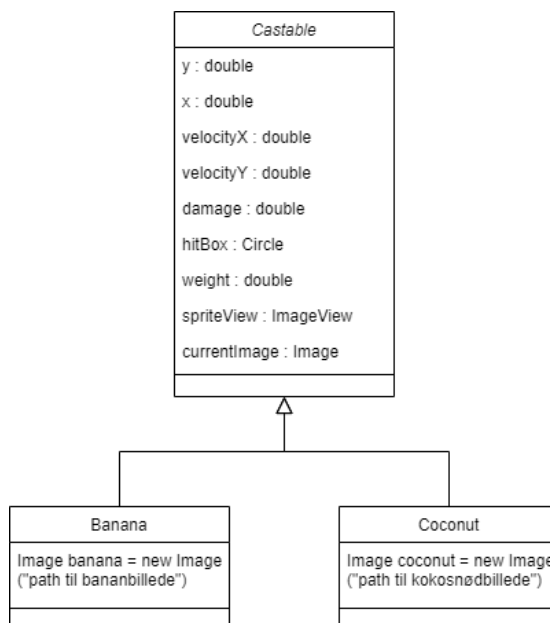 Castable
y : double
x : double
velocityX : double
velocityY : double
damage : double
hitBox : Circle
weight : double
spriteView : ImageView
currentImage : Image
Banana
Image banana = new Image
("path til bananbillede")
Coconut
Image coconut = new Image
("path til kokosnødbillede")